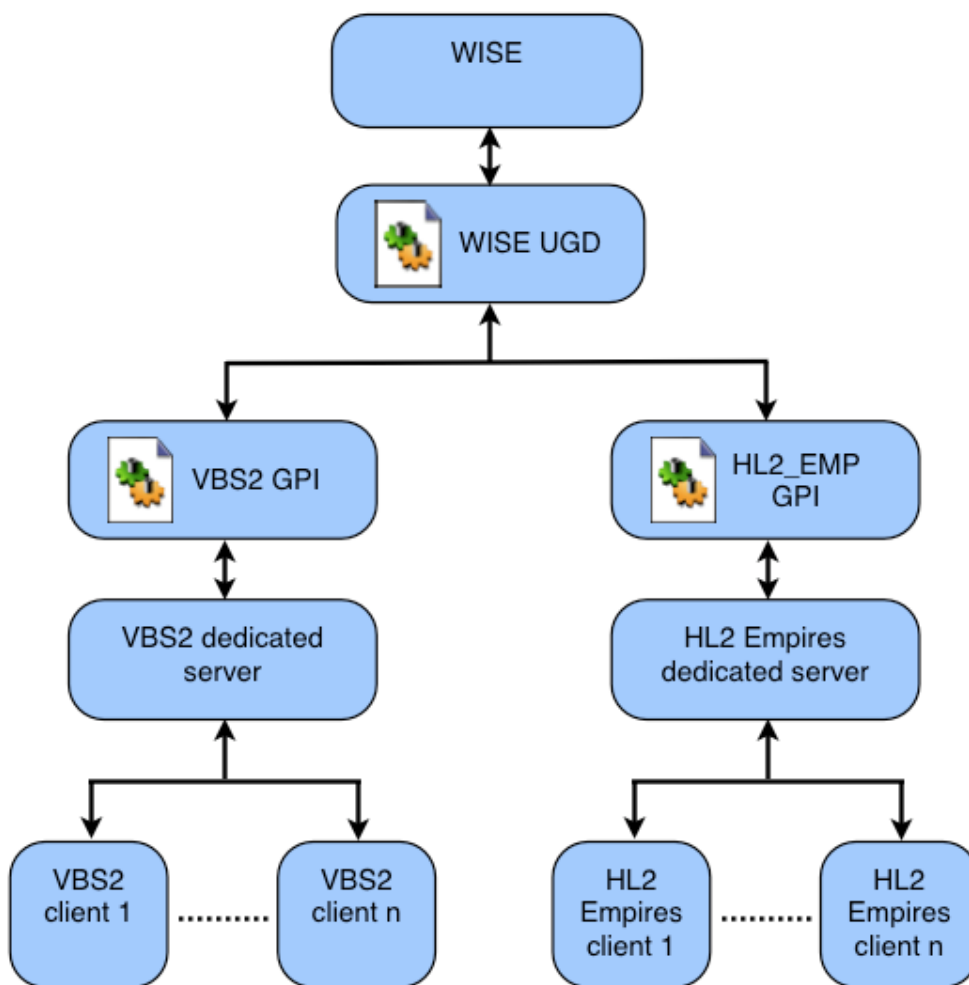 WISE
WISE UGD
VBS2 GPI
HL2_EMP
GPI
VBS2 dedicated
server
HL2 Empires
dedicated server
VBS2
client 1
VBS2
client n
HL2
Empires
client 1
HL2
Empires
client n